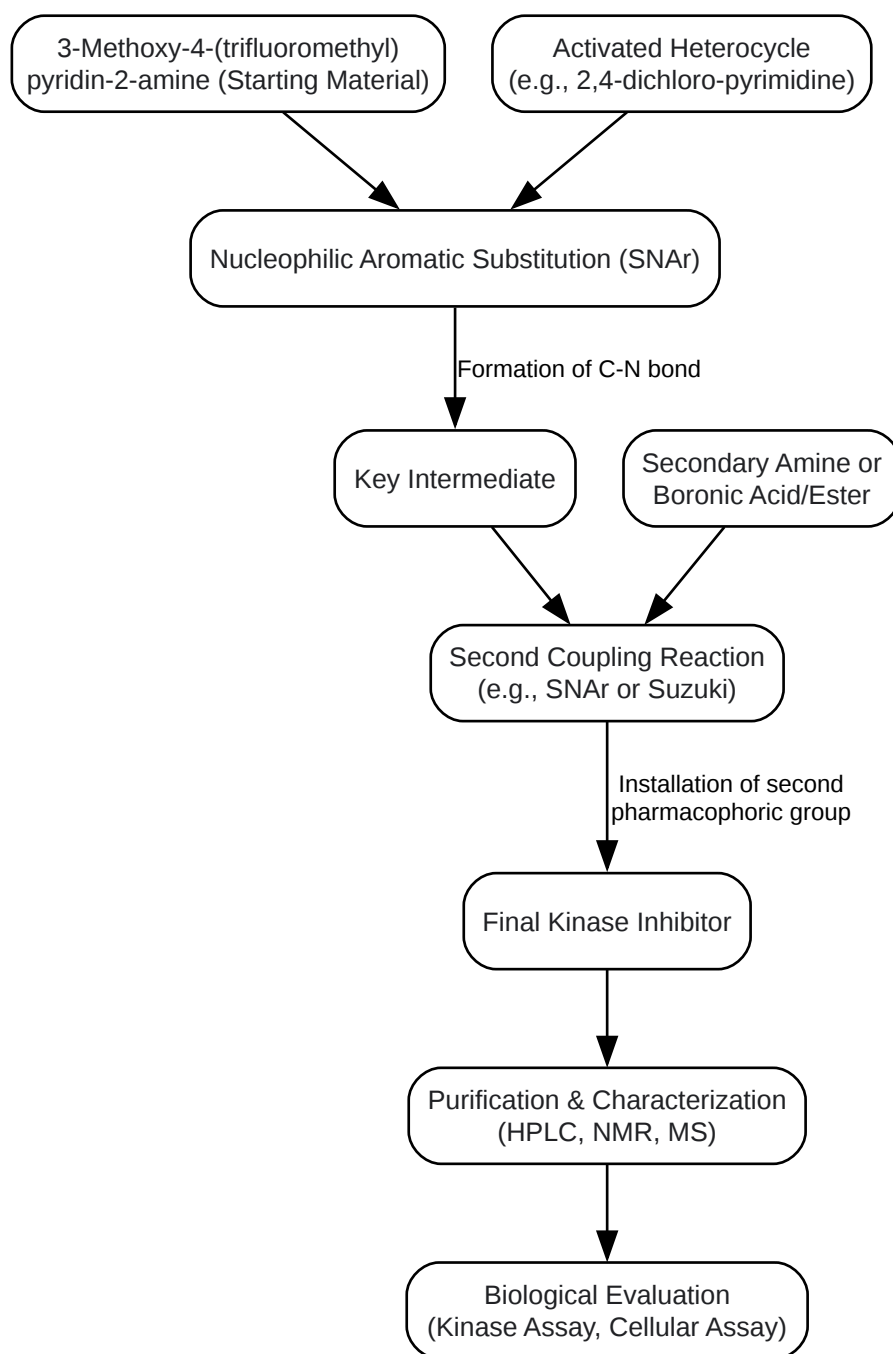 3-Methoxy-4-(trifluoromethyl)
pyridin-2-amine (Starting Material)
Activated Heterocycle
(e.g., 2,4-dichloro-pyrimidine)
Nucleophilic Aromatic Substitution (SNAr)
Formation of C-N bond
Key Intermediate
Secondary Amine or
Boronic Acid/Ester
Second Coupling Reaction
(e.g., SNAr or Suzuki)
Installation of second
pharmacophoric group
Final Kinase Inhibitor
Purification & Characterization
(HPLC, NMR, MS)
Biological Evaluation
(Kinase Assay, Cellular Assay)